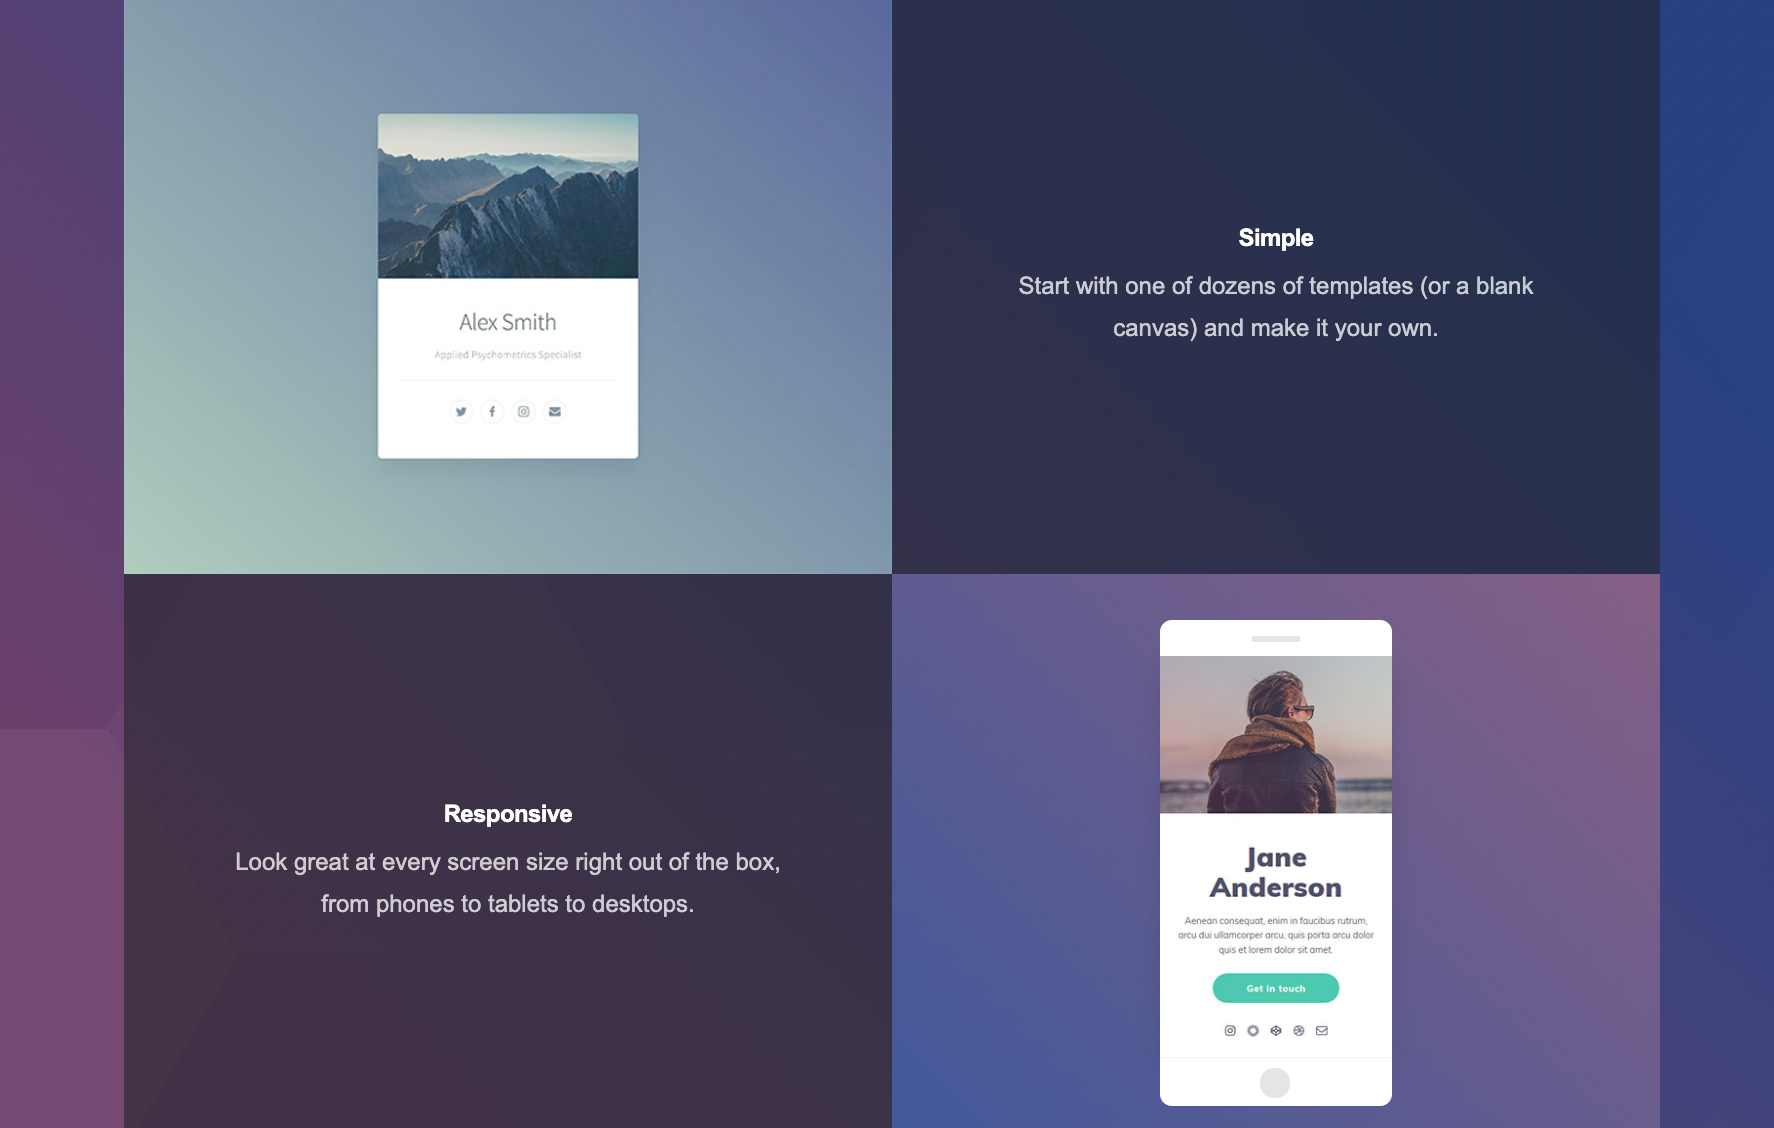 Alex Smith
Applied Psychometrics Specialist
Simple
Start with one of dozens of templates (or a blank
canvas) and make it your own.
Responsive
Look great at every screen size right out of the box,
from phones to tablets to desktops.
Jane
Anderson
Aenean consequat, enim in faucibus rutrum,
arcu dui ullamcorper arcu, quis porta arcu dolor
quis et lorem dolor sit amet.
Get in touch